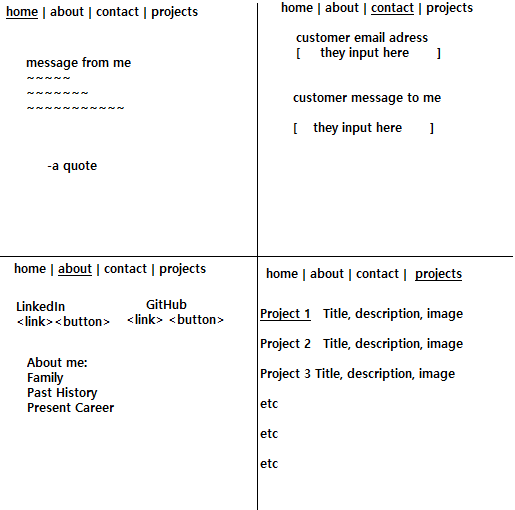 home | about | contact | projects
message from me
~~~~~
~~~~~~~
~~~~~~~~~~~
-a quote
home | about | contact | projects
customer email adress
[ they input here ]
customer message to me
[ they input here ]
home | about | contact | projects
LinkedIn GitHub
<link><button> <link> <button>
About me:
Family
Past History
Present Career
home | about | contact | projects
Project 1 Title, description, image
Project 2 Title, description, image
Project 3 Title, description, image
etc
etc
etc